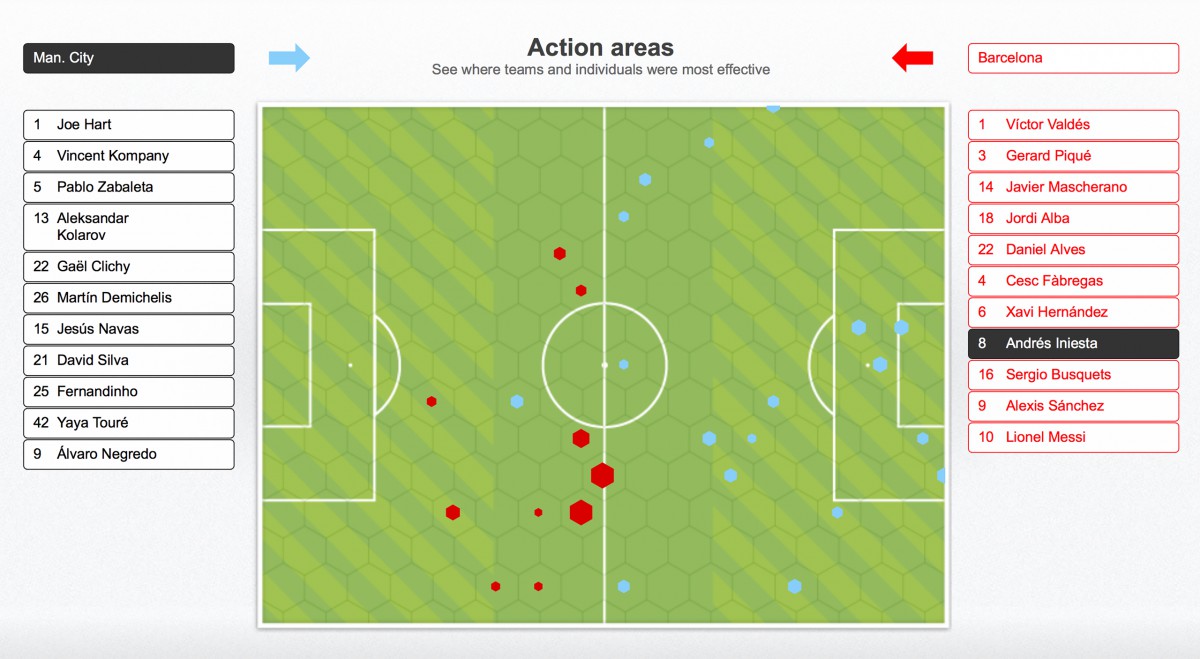 Action areas
See where teams and individuals were most effective
Man. City
1 Joe Hart
4 Vincent Kompany
5 Pablo Zabaleta
13 Aleksandar
Kolarov
22 Gaël Clichy
26 Martín Demichelis
15 Jesús Navas
21 David Silva
25 Fernandinho
42 Yaya Touré
9 Álvaro Negredo
Barcelona
1 Víctor Valdés
3 Gerard Piqué
14 Javier Mascherano
18 Jordi Alba
22 Daniel Alves
4 Cesc Fàbregas
6 Xavi Hernández
8 Andrés Iniesta
16 Sergio Busquets
9 Alexis Sánchez
10 Lionel Messi